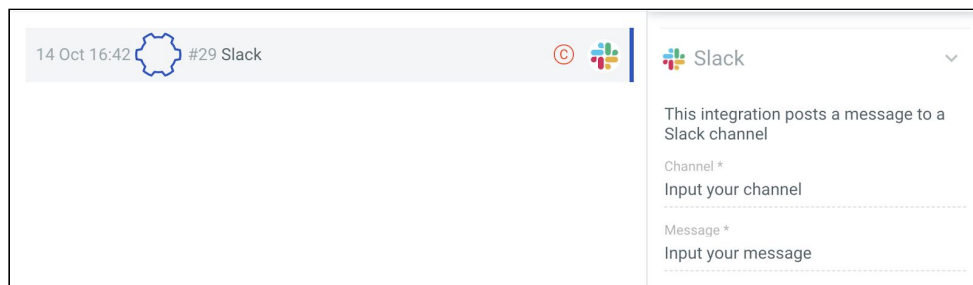 14 Oct 16:42 #29 Slack
C
Slack
This integration posts a message to a
Slack channel
Channel *
Input your channel
Message *
Input your message